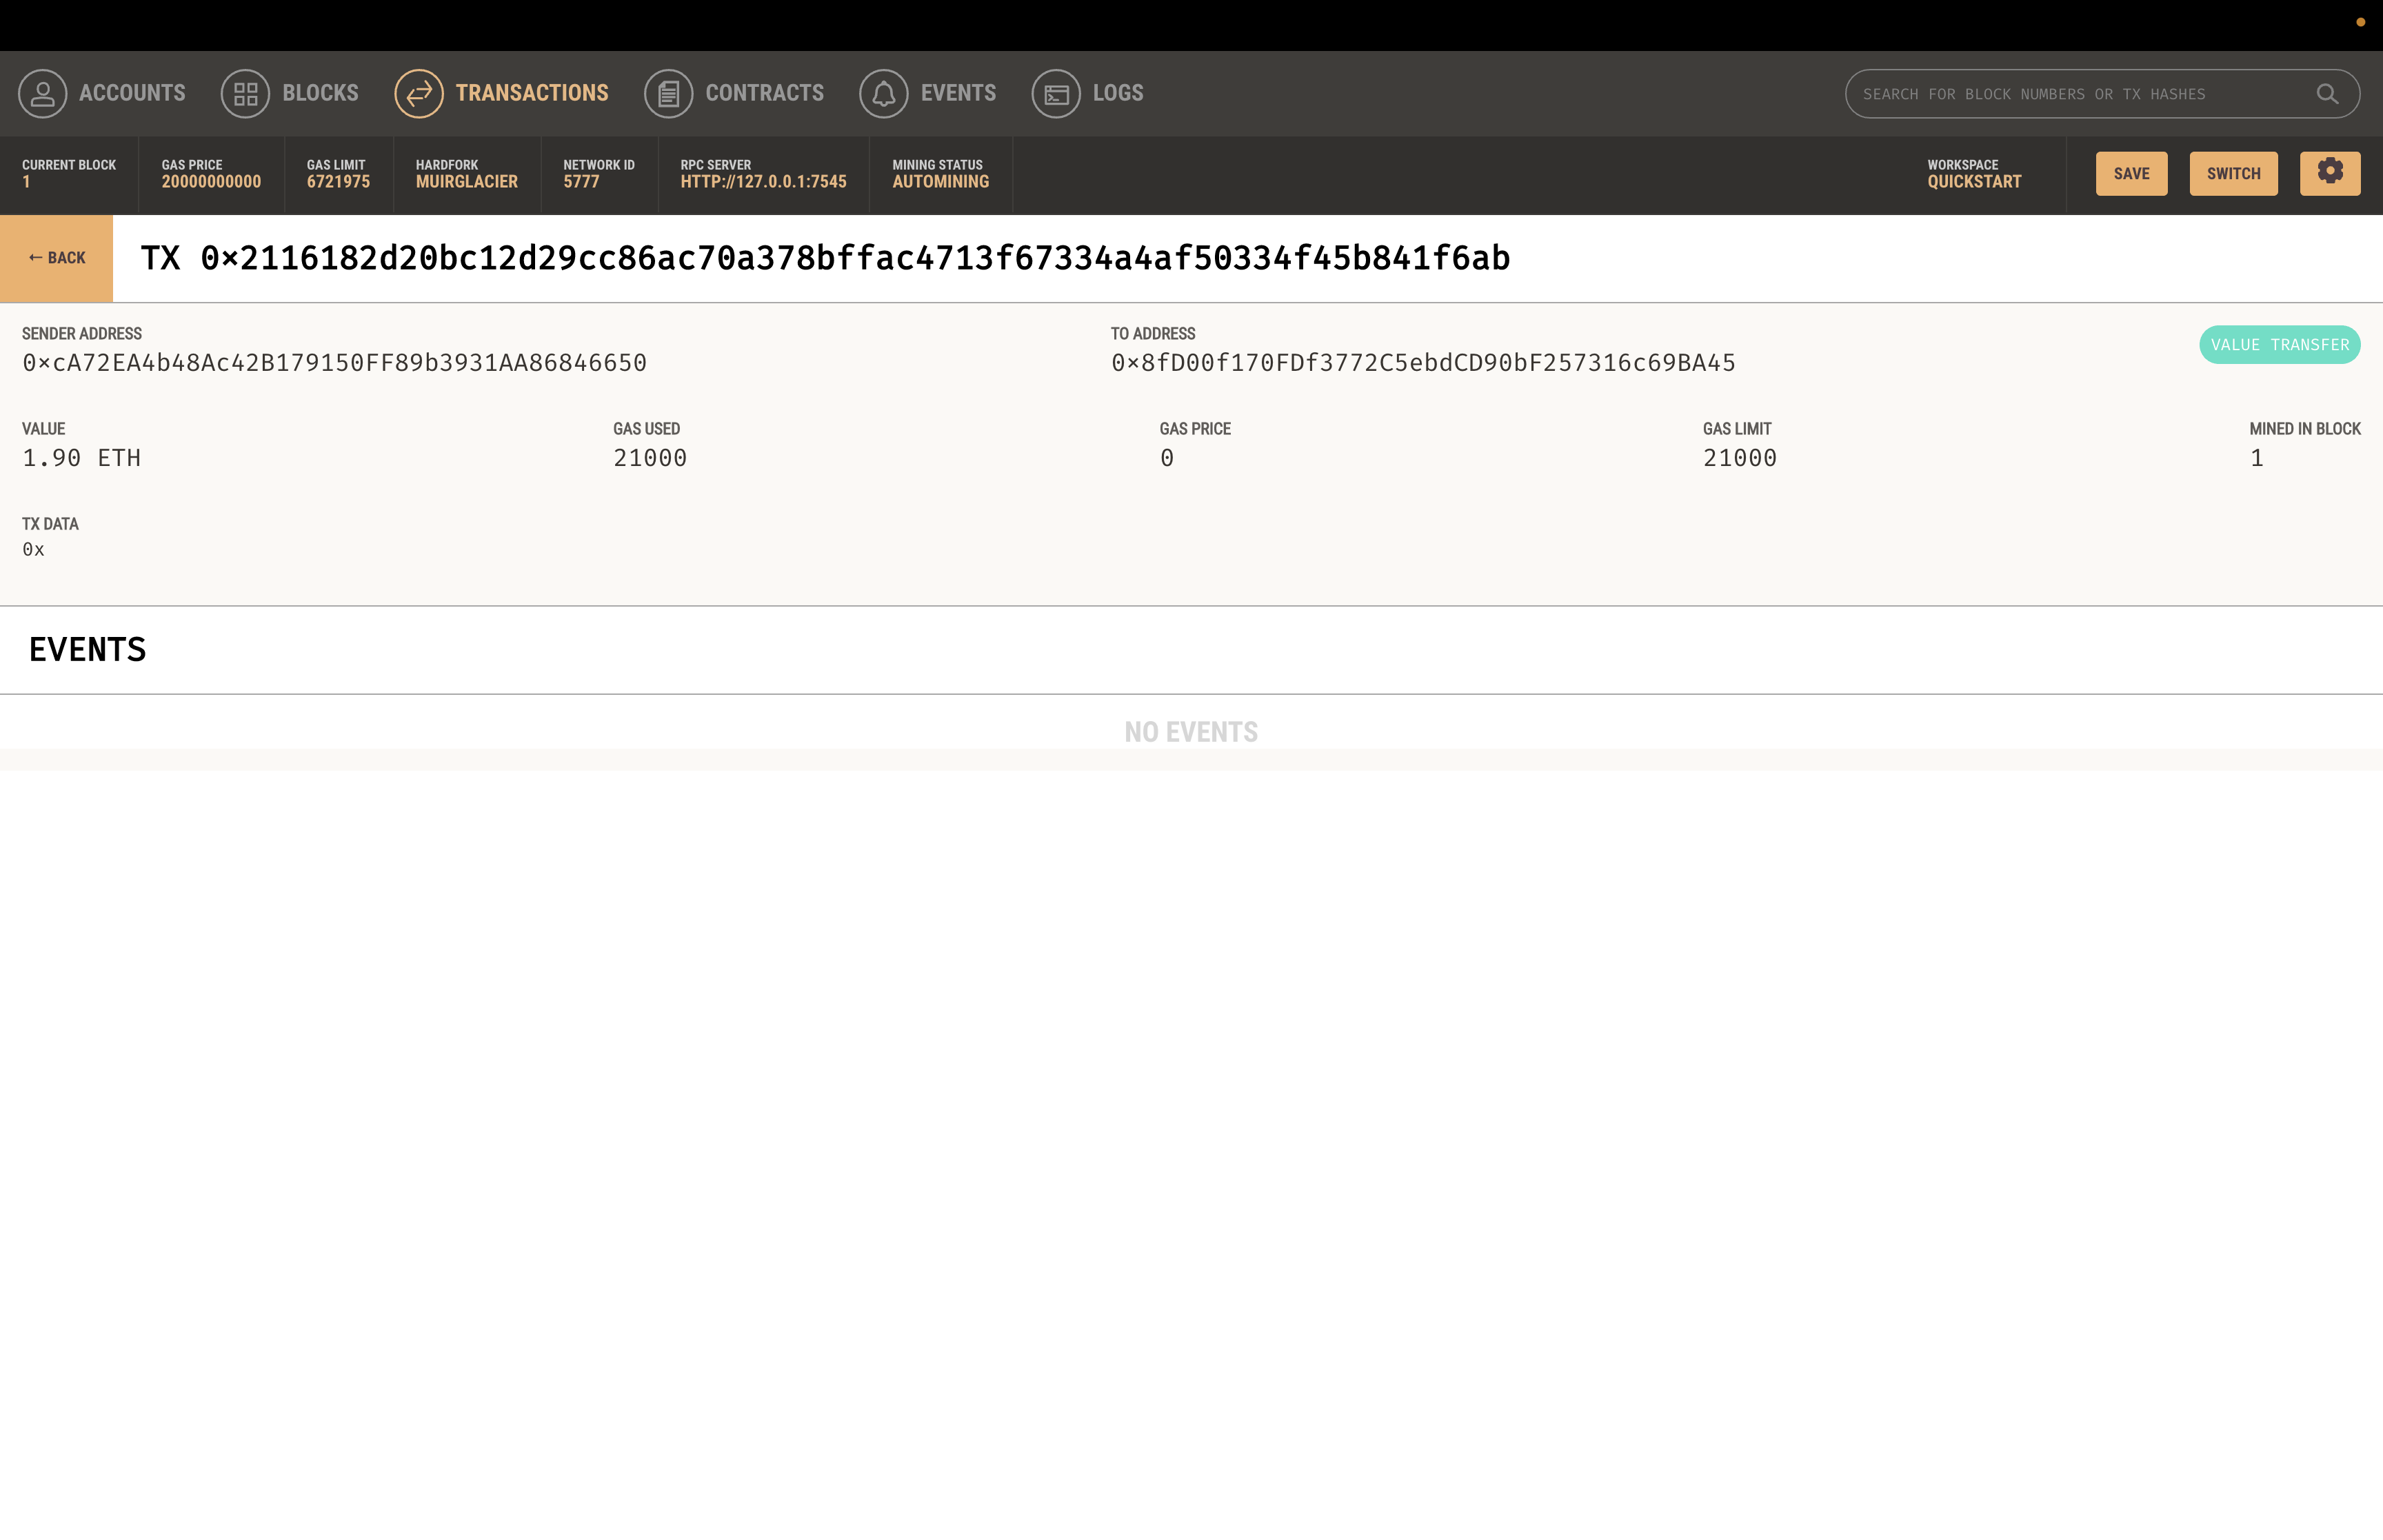 ACCOUNTS BLOCKS TRANSACTIONS CONTRACTS EVENTS LOGS SEARCH FOR BLOCK NUMBERS OR TX HASHES
CURRENT BLOCK GAS PRICE GAS LIMIT HARDFORK NETWORK ID RPC SERVER MINING STATUS WORKSPACE
1 20000000000 6721975 MUIRGLACIER 5777 HTTP://127.0.0.1:7545 AUTOMINING QUICKSTART SAVE SWITCH
← BACK TX 0×2116182d20bc12d29cc86ac70a378bffac4713f67334a4af50334f45b841f6ab
SENDER ADDRESS TO ADDRESS
0×cA72EA4b48Ac42B179150FF89b3931AA86846650 0×8fD00f170FDf3772C5ebdCD90bF257316c69BA45 VALUE TRANSFER
VALUE GAS USED GAS PRICE GAS LIMIT MINED IN BLOCK
1.90 ETH 21000 0 21000 1
TX DATA
0x
EVENTS
NO EVENTS